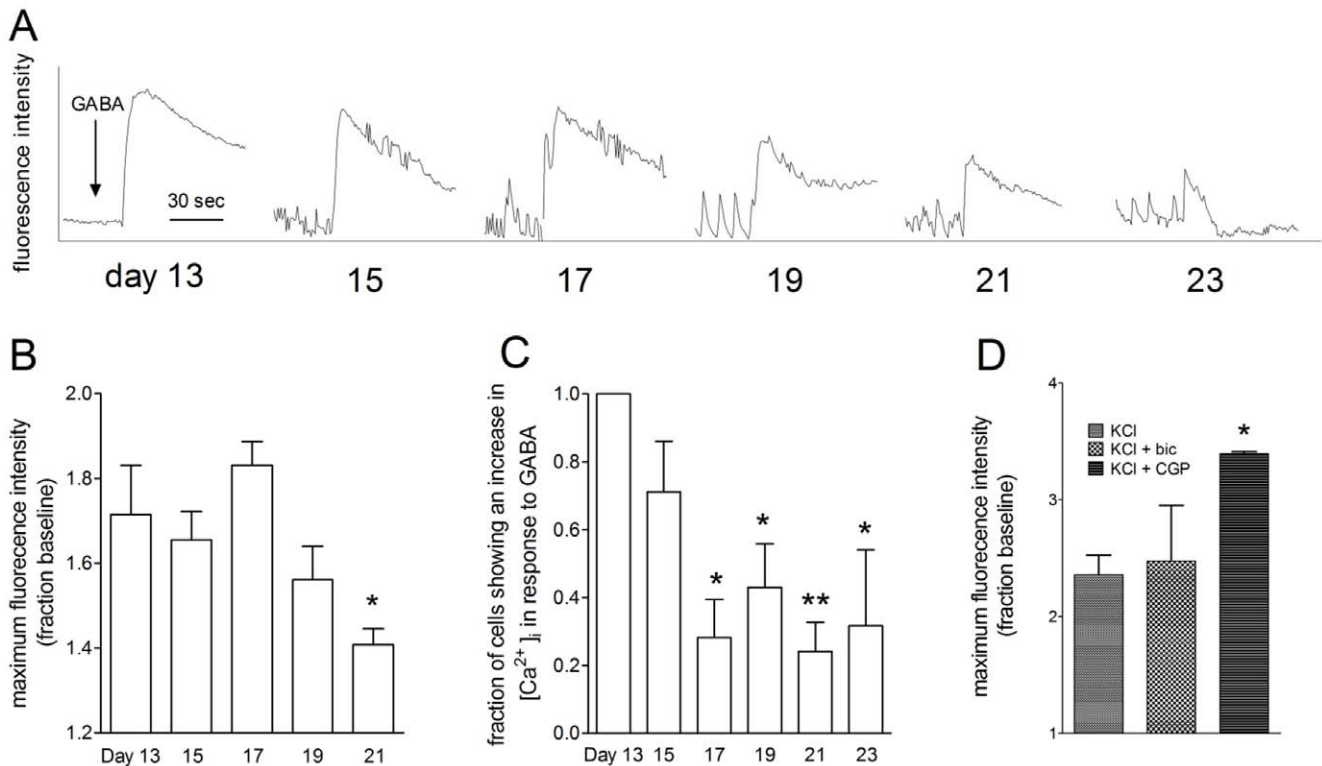 A
fluorescence intensity
GABA
30 sec
day 13
15
17
19
21
23
B
maximum fluorecence intensity
(fraction baseline)
2.0
1.8
1.6
1.4
1.2
*
Day 13
15
17
19
21
C
fraction of cells showing an increase in
[Ca2+]i in response to GABA
1.0
0.8
0.6
0.4
0.2
0.0
*
*
**
*
Day 13
15
17
19
21
23
D
maximum fluorecence intensity
(fraction baseline)
4
3
2
1
KCl
KCl + bic
KCl + CGP
*